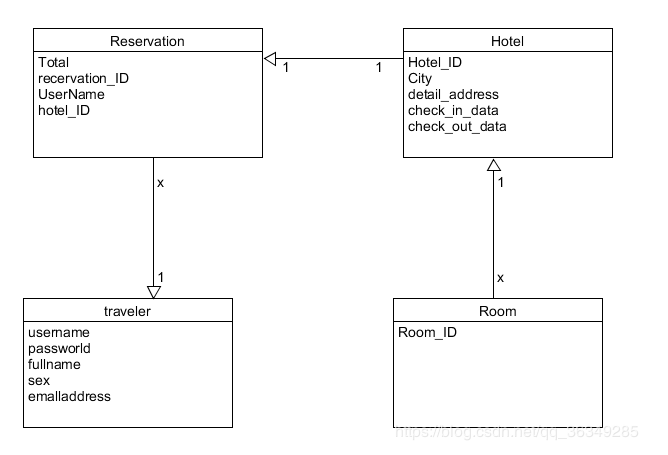 Reservation
Total
recervation_ID
UserName
hotel_ID
1
1
Hotel
Hotel_ID
City
detail_address
check_in_data
check_out_data
x
1
1
x
traveler
username
passworld
fullname
sex
emalladdress
Room
Room_ID
https://blog.csdn.net/qq_36349285